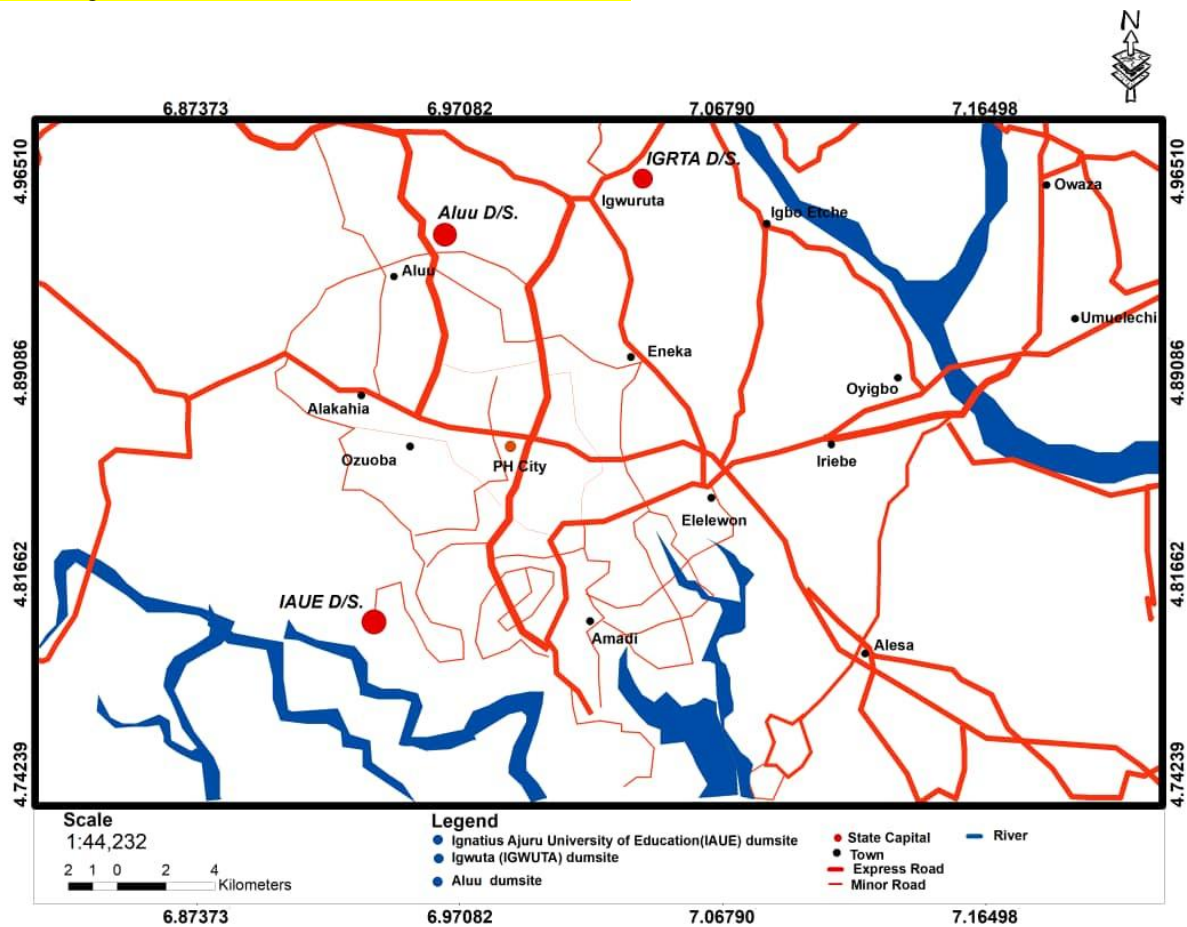 N
6.87373 6.97082 7.06790 7.16498
4.96510
4.96510
IGRTA D/S.
Igwuruta
Owaza
Aluu D/S.
Igbo Etche
Aluu
Umuelechi
4.89086
4.89086
Eneka
Oyigbo
Alakahia
Ozuoba
PH City
Iriebe
Elelewon
4.81662
4.81662
IAUE D/S.
Amadi
Alesa
4.74239
4.74239
Scale
1:44,232
2 1 0 2 4
Kilometers
Legend
Ignatius Ajuru University of Education(IAUE) dumsite
Igwuta (IGWUTA) dumsite
Aluu dumsite
State Capital
Town
Express Road
Minor Road
River
6.87373 6.97082 7.06790 7.16498